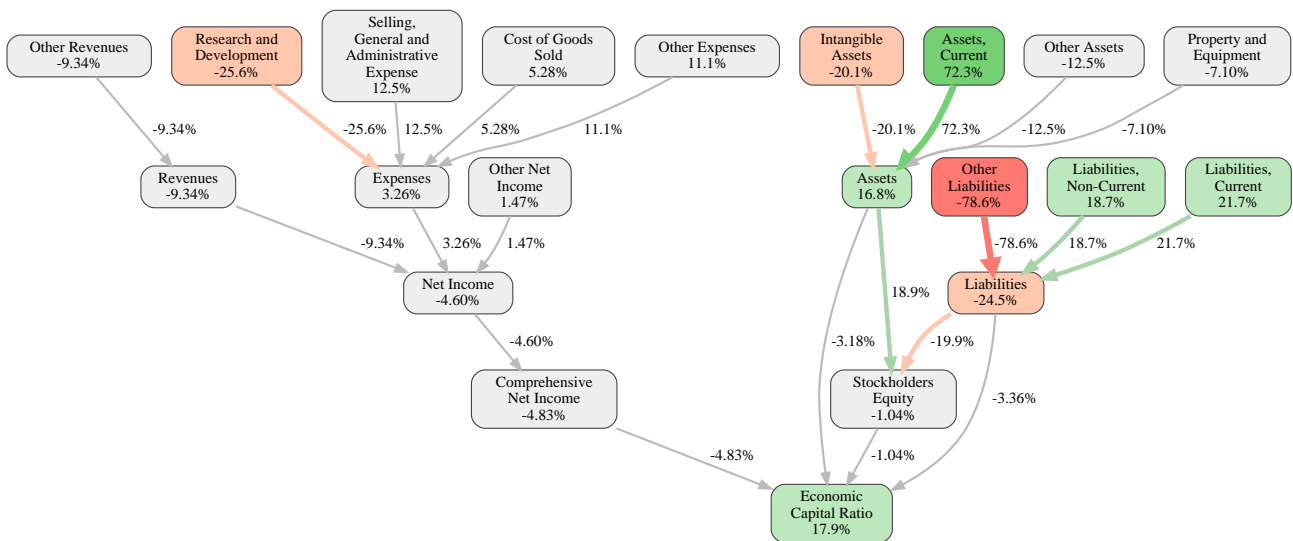 Other Revenues
-9.34%
Research and
Development
-25.6%
Selling,
General and
Administrative
Expense
12.5%
Cost of Goods
Sold
5.28%
Other Expenses
11.1%
Intangible
Assets
-20.1%
Assets,
Current
72.3%
Other Assets
-12.5%
Property and
Equipment
-7.10%
-9.34%
-25.6%
12.5%
5.28%
11.1%
-20.1%
72.3%
-12.5%
-7.10%
Revenues
-9.34%
Expenses
3.26%
Other Net
Income
1.47%
Assets
16.8%
Other
Liabilities
-78.6%
Liabilities,
Non-Current
18.7%
Liabilities,
Current
21.7%
-9.34%
3.26%
1.47%
-78.6%
18.7%
21.7%
Net Income
-4.60%
18.9%
Liabilities
-24.5%
-4.60%
-3.18%
-19.9%
Comprehensive
Net Income
-4.83%
Stockholders
Equity
-1.04%
-3.36%
-4.83%
-1.04%
Economic
Capital Ratio
17.9%